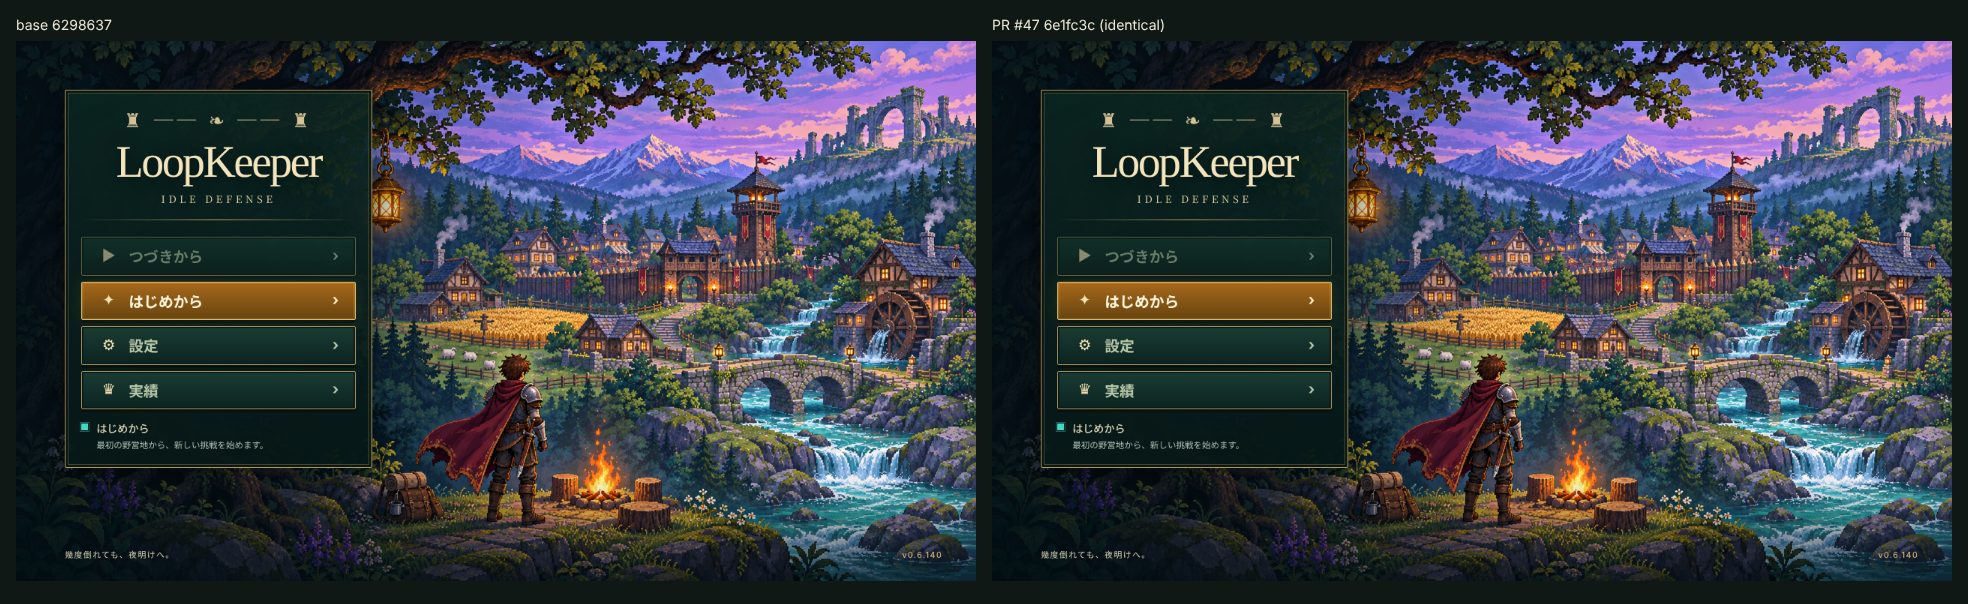 base 6298637
LoopKeeper
IDLE DEFENSE
つづきから
はじめから
設定
実績
はじめから
最初の野営地から、新しい挑戦を始めます。
幾度倒れても、夜明けへ。
v0.6.140
PR #47 6e1fc3c (identical)
LoopKeeper
IDLE DEFENSE
つづきから
はじめから
設定
実績
はじめから
最初の野営地から、新しい挑戦を始めます。
幾度倒れても、夜明けへ。
v0.6.140